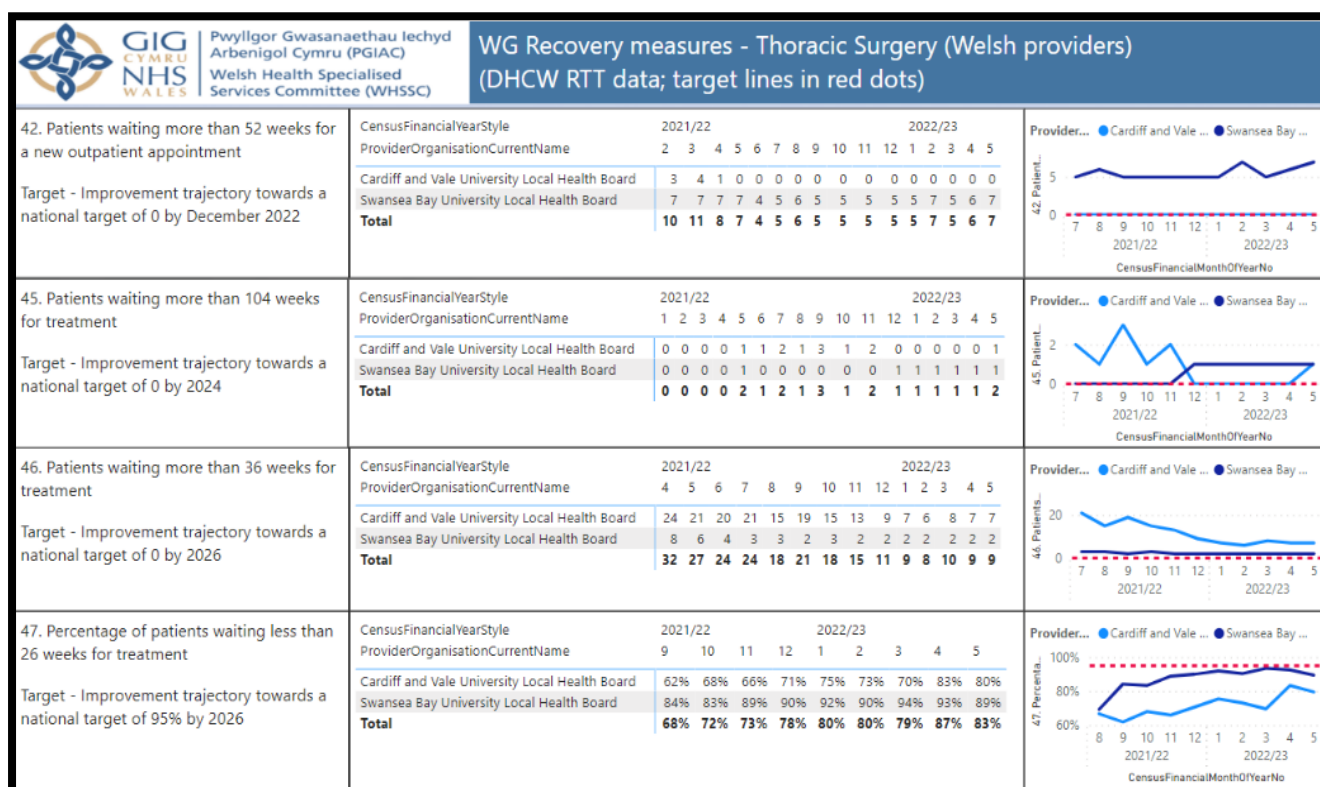 GIG
CYMRU
NHS
WALES
Pwyllgor Gwasanaethau Iechyd
Arbenigol Cymru (PGIAC)
Welsh Health Specialised
Services Committee (WHSSC)
WG Recovery measures - Thoracic Surgery (Welsh providers)
(DHCW RTT data; target lines in red dots)
42. Patients waiting more than 52 weeks for
a new outpatient appointment
Target - Improvement trajectory towards a
national target of 0 by December 2022
CensusFinancialYearStyle 2021/22 2022/23
ProviderOrganisationCurrentName 2 3 4 5 6 7 8 9 10 11 12 1 2 3 4 5
Cardiff and Vale University Local Health Board 3 4 1 0 0 0 0 0 0 0 0 0 0 0 0 0
Swansea Bay University Local Health Board 7 7 7 7 4 5 6 5 5 5 5 5 7 5 6 7
Total 10 11 8 7 4 5 6 5 5 5 5 5 7 5 6 7
Provider... Cardiff and Vale ... Swansea Bay ...
42. Patient...
5
0
7 8 9 10 11 12 1 2 3 4 5
2021/22 2022/23
CensusFinancialMonthOfYearNo
45. Patients waiting more than 104 weeks
for treatment
Target - Improvement trajectory towards a
national target of 0 by 2024
CensusFinancialYearStyle 2021/22 2022/23
ProviderOrganisationCurrentName 1 2 3 4 5 6 7 8 9 10 11 12 1 2 3 4 5
Cardiff and Vale University Local Health Board 0 0 0 0 1 1 2 1 3 1 2 0 0 0 0 0 1
Swansea Bay University Local Health Board 0 0 0 0 1 0 0 0 0 0 0 1 1 1 1 1 1
Total 0 0 0 0 2 1 2 1 3 1 2 1 1 1 1 1 2
Provider... Cardiff and Vale ... Swansea Bay ...
45. Patient...
2
0
7 8 9 10 11 12 1 2 3 4 5
2021/22 2022/23
CensusFinancialMonthOfYearNo
46. Patients waiting more than 36 weeks for
treatment
Target - Improvement trajectory towards a
national target of 0 by 2026
CensusFinancialYearStyle 2021/22 2022/23
ProviderOrganisationCurrentName 4 5 6 7 8 9 10 11 12 1 2 3 4 5
Cardiff and Vale University Local Health Board 24 21 20 21 15 19 15 13 9 7 6 8 7 7
Swansea Bay University Local Health Board 8 6 4 3 3 2 3 2 2 2 2 2 2 2
Total 32 27 24 24 18 21 18 15 11 9 8 10 9 9
Provider... Cardiff and Vale ... Swansea Bay ...
46. Patients...
20
0
7 8 9 10 11 12 1 2 3 4 5
2021/22 2022/23
CensusFinancialMonthOfYearNo
47. Percentage of patients waiting less than
26 weeks for treatment
Target - Improvement trajectory towards a
national target of 95% by 2026
CensusFinancialYearStyle 2021/22 2022/23
ProviderOrganisationCurrentName 9 10 11 12 1 2 3 4 5
Cardiff and Vale University Local Health Board 62% 68% 66% 71% 75% 73% 70% 83% 80%
Swansea Bay University Local Health Board 84% 83% 89% 90% 92% 90% 94% 93% 89%
Total 68% 72% 73% 78% 80% 80% 79% 87% 83%
Provider... Cardiff and Vale ... Swansea Bay ...
47. Percenta...
100%
80%
60%
8 9 10 11 12 1 2 3 4 5
2021/22 2022/23
CensusFinancialMonthOfYearNo